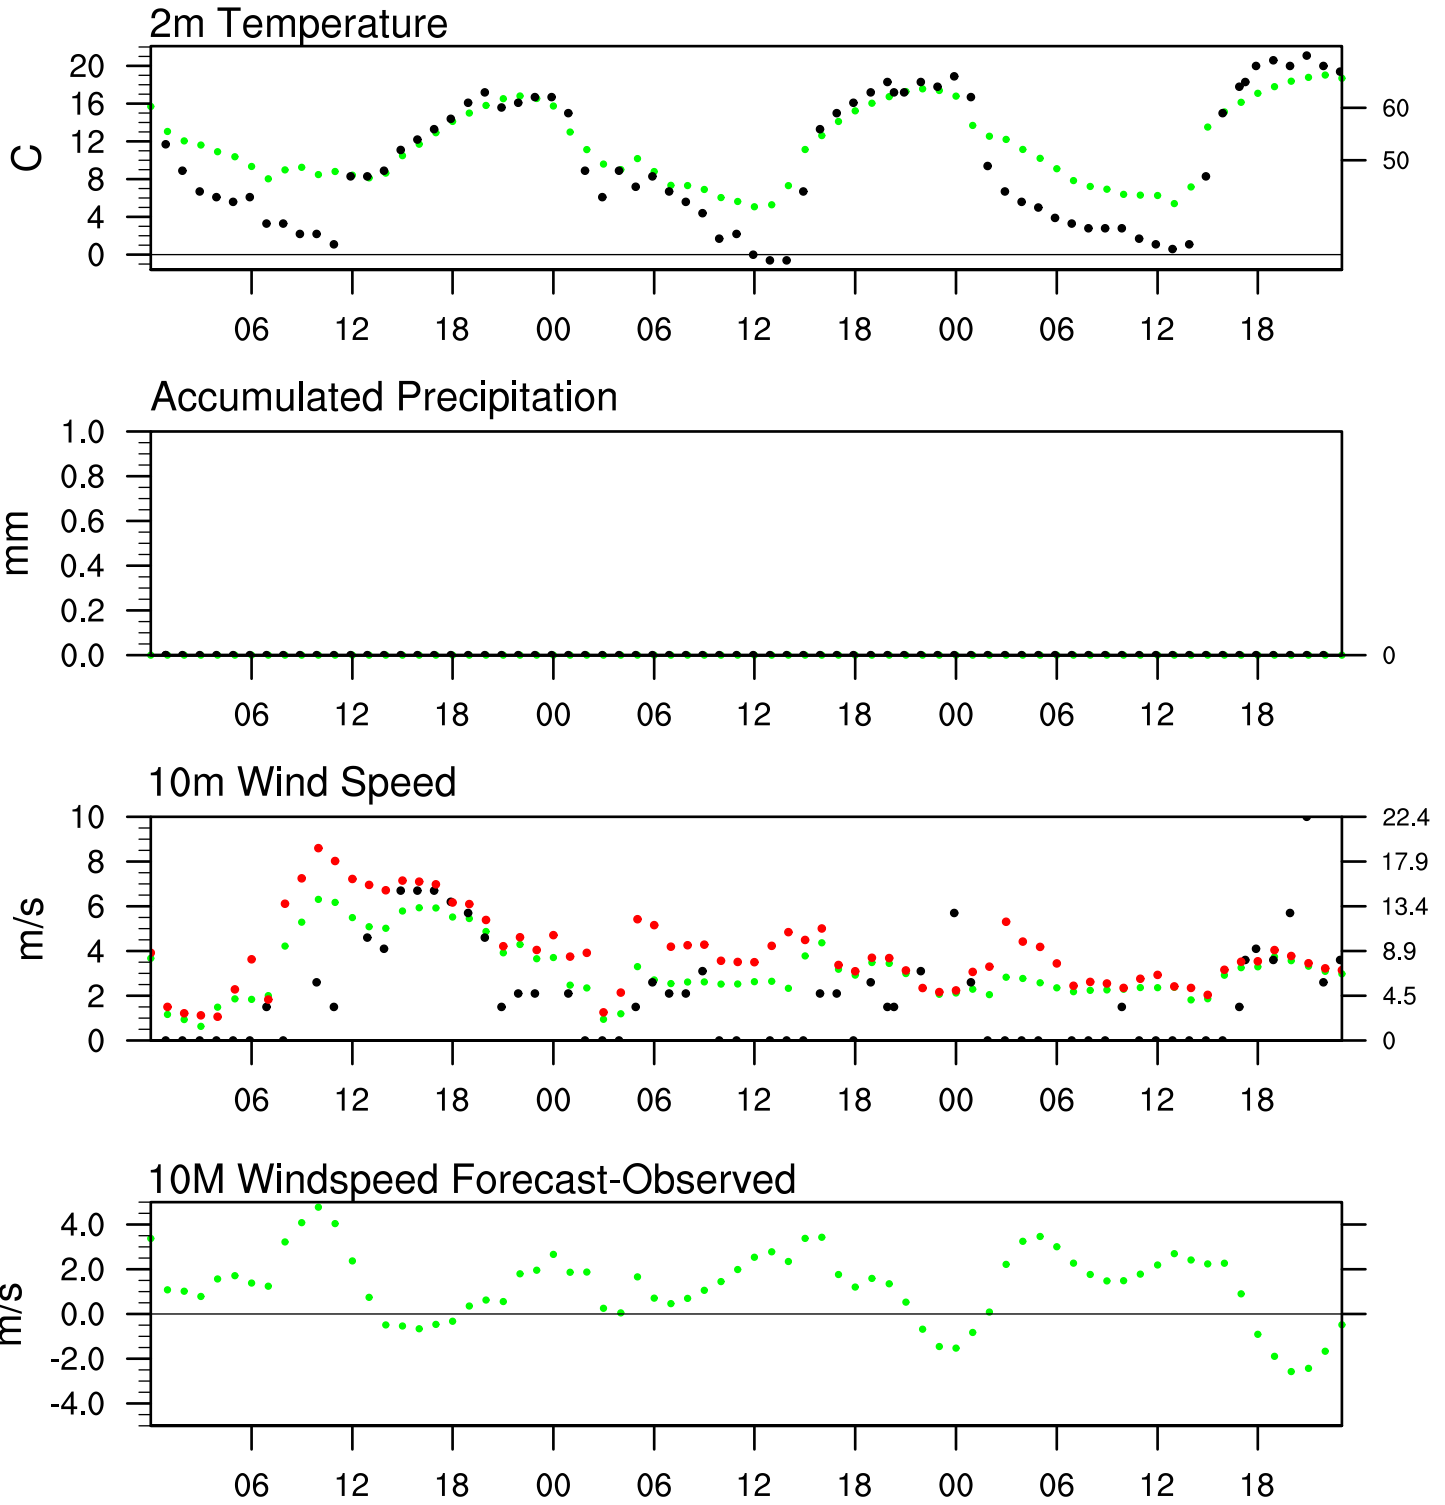 2m Temperature
20
16
12
8
4
0
C
60
50
06 12 18 00 06 12 18 00 06 12 18
Accumulated Precipitation
1.0
0.8
0.6
0.4
0.2
0.0
mm
0
06 12 18 00 06 12 18 00 06 12 18
10m Wind Speed
10
8
6
4
2
0
m/s
22.4
17.9
13.4
8.9
4.5
0
06 12 18 00 06 12 18 00 06 12 18
10M Windspeed Forecast-Observed
4.0
2.0
0.0
-2.0
-4.0
m/s
06 12 18 00 06 12 18 00 06 12 18